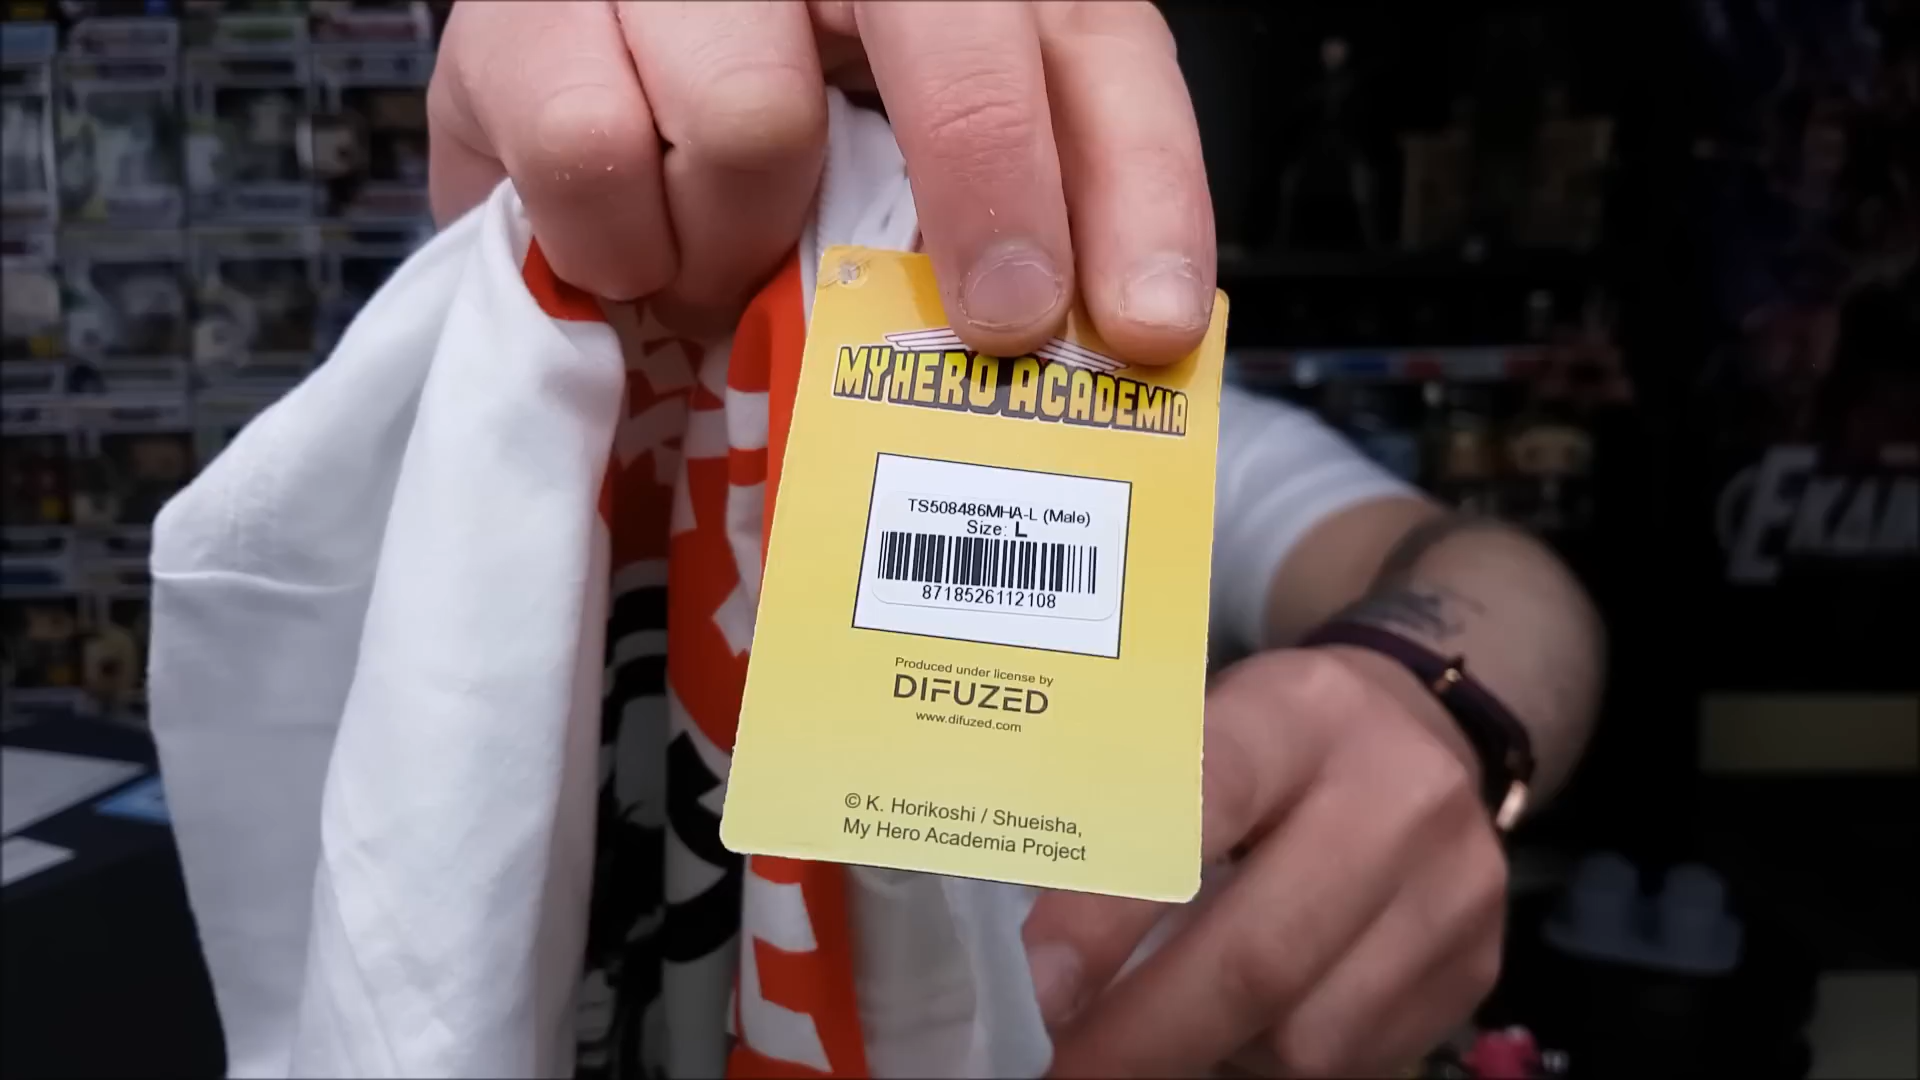 MY HERO ACADEMIA
TS508486MHA-L (Male)
Size: L
8718526112108
Produced under license by
DIFUZED
www.difuzed.com
© K. Horikoshi / Shueisha,
My Hero Academia Project